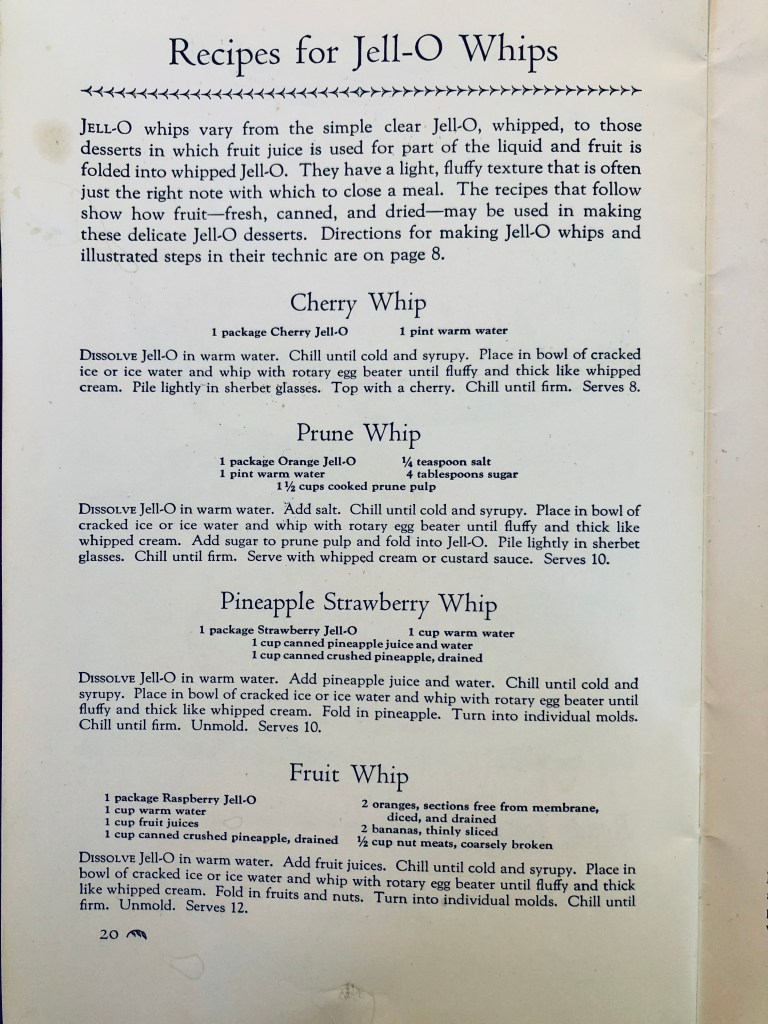 Recipes for Jell-O Whips
JELL-O whips vary from the simple clear Jell-O, whipped, to those
desserts in which fruit juice is used for part of the liquid and fruit is
folded into whipped Jell-O. They have a light, fluffy texture that is often
just the right note with which to close a meal. The recipes that follow
show how fruit—fresh, canned, and dried—may be used in making
these delicate Jell-O desserts. Directions for making Jell-O whips and
illustrated steps in their technic are on page 8.
Cherry Whip
1 package Cherry Jell-O 1 pint warm water
DISSOLVE Jell-O in warm water. Chill until cold and syrupy. Place in bowl of cracked
ice or ice water and whip with rotary egg beater until fluffy and thick like whipped
cream. Pile lightly in sherbet glasses. Top with a cherry. Chill until firm. Serves 8.
Prune Whip
1 package Orange Jell-O ¼ teaspoon salt
1 pint warm water 4 tablespoons sugar
1½ cups cooked prune pulp
DISSOLVE Jell-O in warm water. Add salt. Chill until cold and syrupy. Place in bowl of
cracked ice or ice water and whip with rotary egg beater until fluffy and thick like
whipped cream. Add sugar to prune pulp and fold into Jell-O. Pile lightly in sherbet
glasses. Chill until firm. Serve with whipped cream or custard sauce. Serves 10.
Pineapple Strawberry Whip
1 package Strawberry Jell-O 1 cup warm water
1 cup canned pineapple juice and water
1 cup canned crushed pineapple, drained
DISSOLVE Jell-O in warm water. Add pineapple juice and water. Chill until cold and
syrupy. Place in bowl of cracked ice or ice water and whip with rotary egg beater until
fluffy and thick like whipped cream. Fold in pineapple. Turn into individual molds.
Chill until firm. Unmold. Serves 10.
Fruit Whip
1 package Raspberry Jell-O
1 cup warm water
1 cup fruit juices
1 cup canned crushed pineapple, drained
2 oranges, sections free from membrane,
diced, and drained
2 bananas, thinly sliced
½ cup nut meats, coarsely broken
DISSOLVE Jell-O in warm water. Add fruit juices. Chill until cold and syrupy. Place in
bowl of cracked ice or ice water and whip with rotary egg beater until fluffy and thick
like whipped cream. Fold in fruits and nuts. Turn into individual molds. Chill until
firm. Unmold. Serves 12.
20